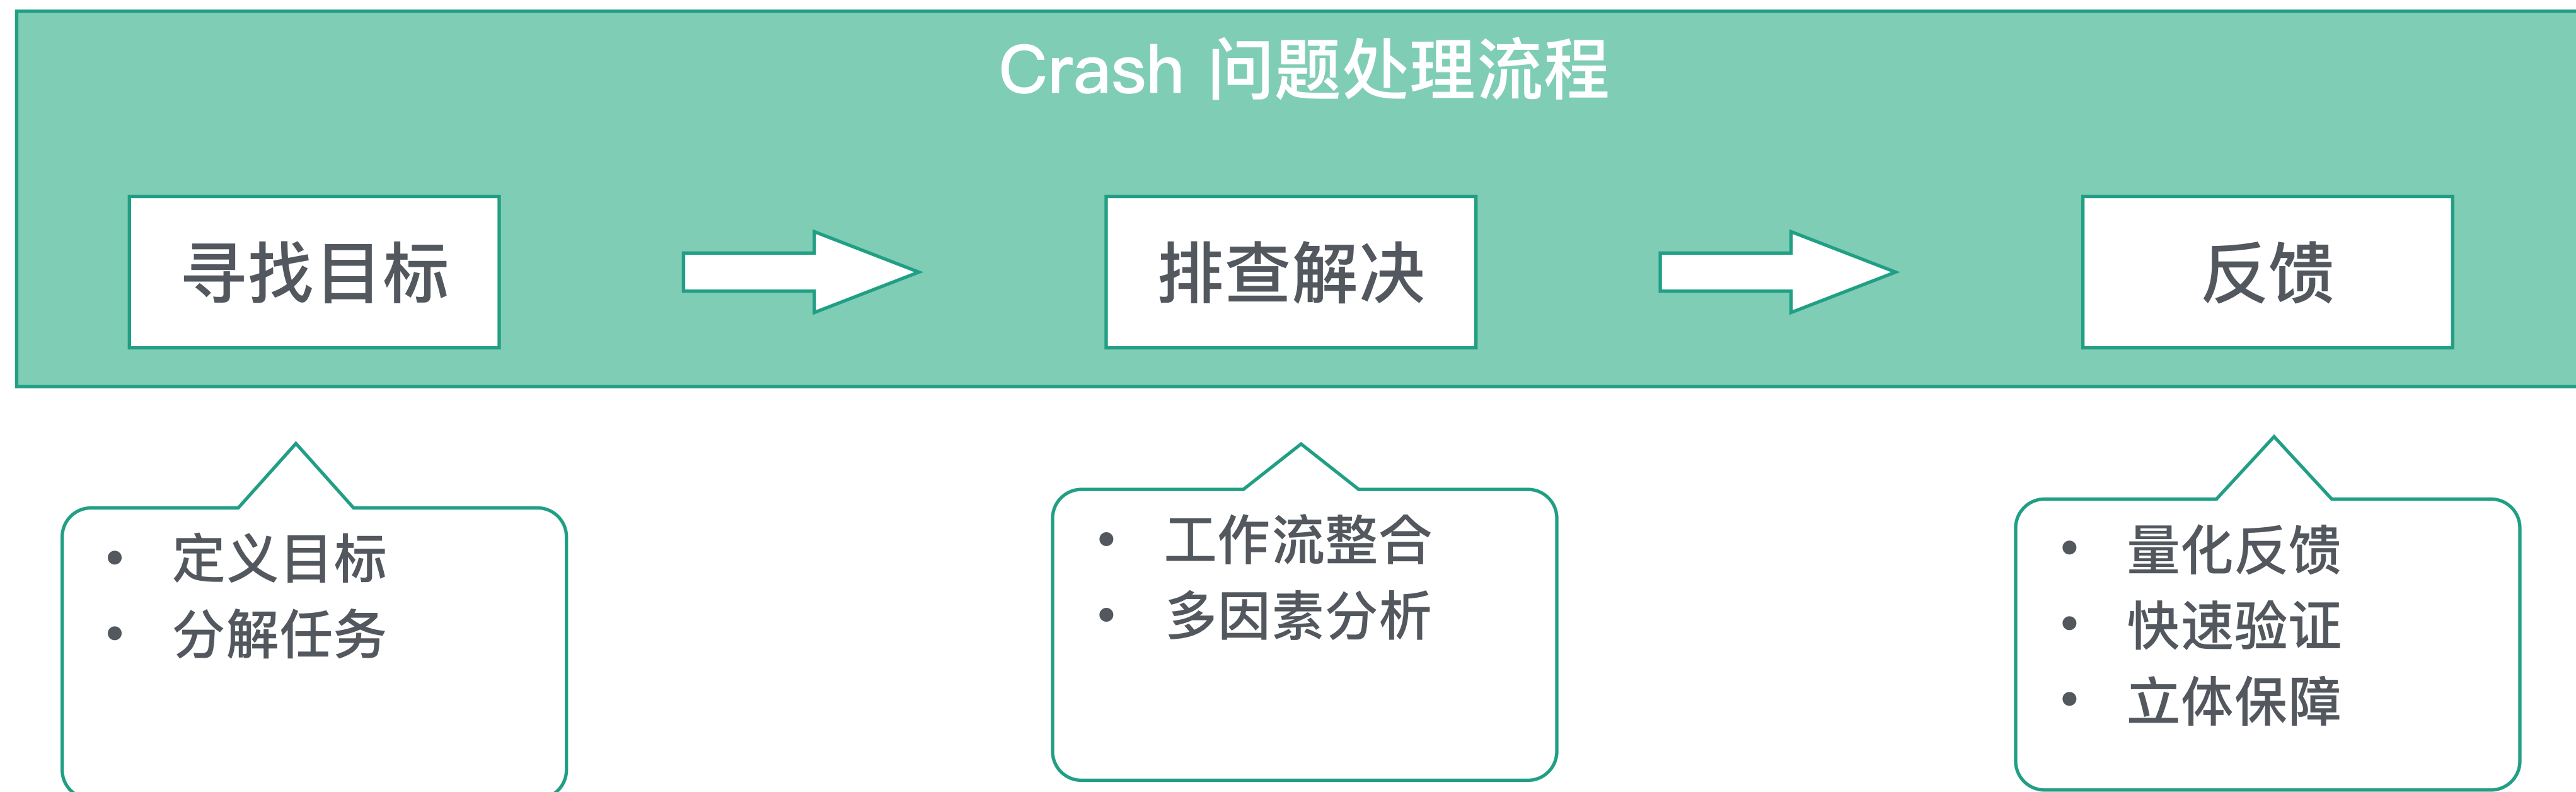 Crash 问题处理流程
寻找目标
排查解决
反馈
• 定义目标
• 分解任务
• 工作流整合
• 多因素分析
• 量化反馈
• 快速验证
• 立体保障